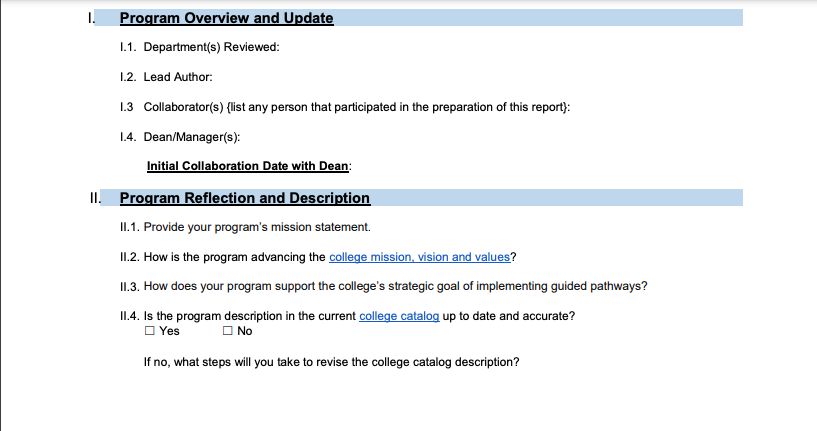 I. Program Overview and Update
I.1. Department(s) Reviewed:
I.2. Lead Author:
I.3 Collaborator(s) {list any person that participated in the preparation of this report}:
I.4. Dean/Manager(s):
Initial Collaboration Date with Dean:
II. Program Reflection and Description
II.1. Provide your program's mission statement.
II.2. How is the program advancing the college mission, vision and values?
II.3. How does your program support the college's strategic goal of implementing guided pathways?
II.4. Is the program description in the current college catalog up to date and accurate?
☐ Yes ☐ No
If no, what steps will you take to revise the college catalog description?